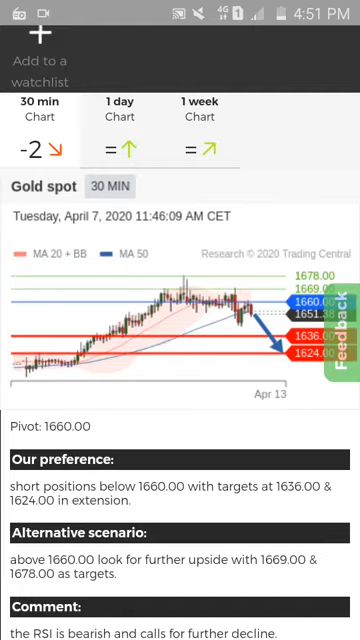 4G
1
4:51 PM
Add to a
watchlist
30 min
Chart
1 day
Chart
1 week
Chart
-2
=
=
Gold spot
30 MIN
Tuesday, April 7, 2020 11:46:09 AM CET
MA 20 + BB
MA 50
Research © 2020 Trading Central
1678.00
1669.00
1660.00
1651.38
1636.00
1624.00
Apr 13
Feedback
Pivot: 1660.00
Our preference:
short positions below 1660.00 with targets at 1636.00 &
1624.00 in extension.
Alternative scenario:
above 1660.00 look for further upside with 1669.00 &
1678.00 as targets.
Comment:
the RSI is bearish and calls for further decline.